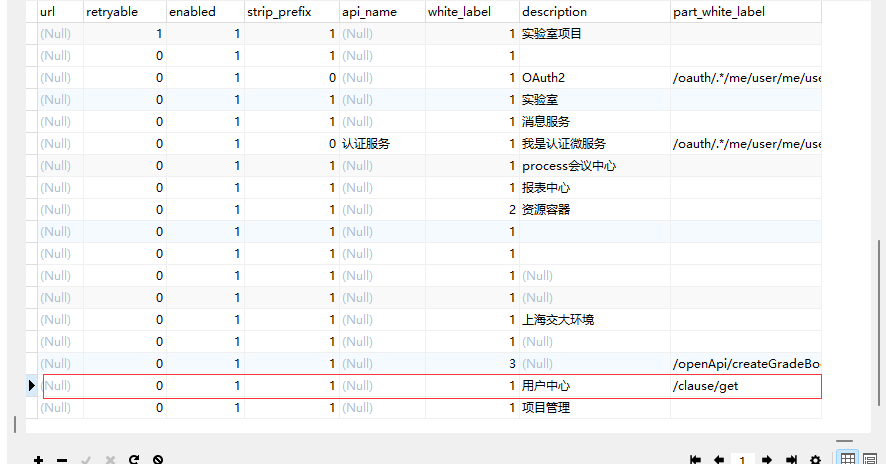 url retryable enabled strip_prefix api_name white_label description part_white_label
(Null) 1 1 1 (Null) 1 实验室项目
(Null) 0 1 1 (Null) 1
(Null) 0 1 0 (Null) 1 OAuth2 /oauth/.*/me/user/me/use
(Null) 0 1 1 (Null) 1 实验室
(Null) 0 1 1 (Null) 1 消息服务
(Null) 0 1 0 认证服务 1 我是认证微服务 /oauth/.*/me/user/me/use
(Null) 0 1 1 (Null) 1 process会议中心
(Null) 0 1 1 (Null) 1 报表中心
(Null) 0 1 1 (Null) 2 资源容器
(Null) 0 1 1 (Null) 1
(Null) 0 1 1 (Null) 1
(Null) 0 1 1 (Null) 1 (Null)
(Null) 0 1 1 (Null) 1 (Null)
(Null) 0 1 1 (Null) 1 上海交大环境
(Null) 0 1 1 (Null) 1 (Null)
(Null) 0 1 1 (Null) 3 (Null) /openApi/createGradeBo
(Null) 0 1 1 (Null) 1 用户中心 /clause/get
(Null) 0 1 1 (Null) 1 项目管理
1